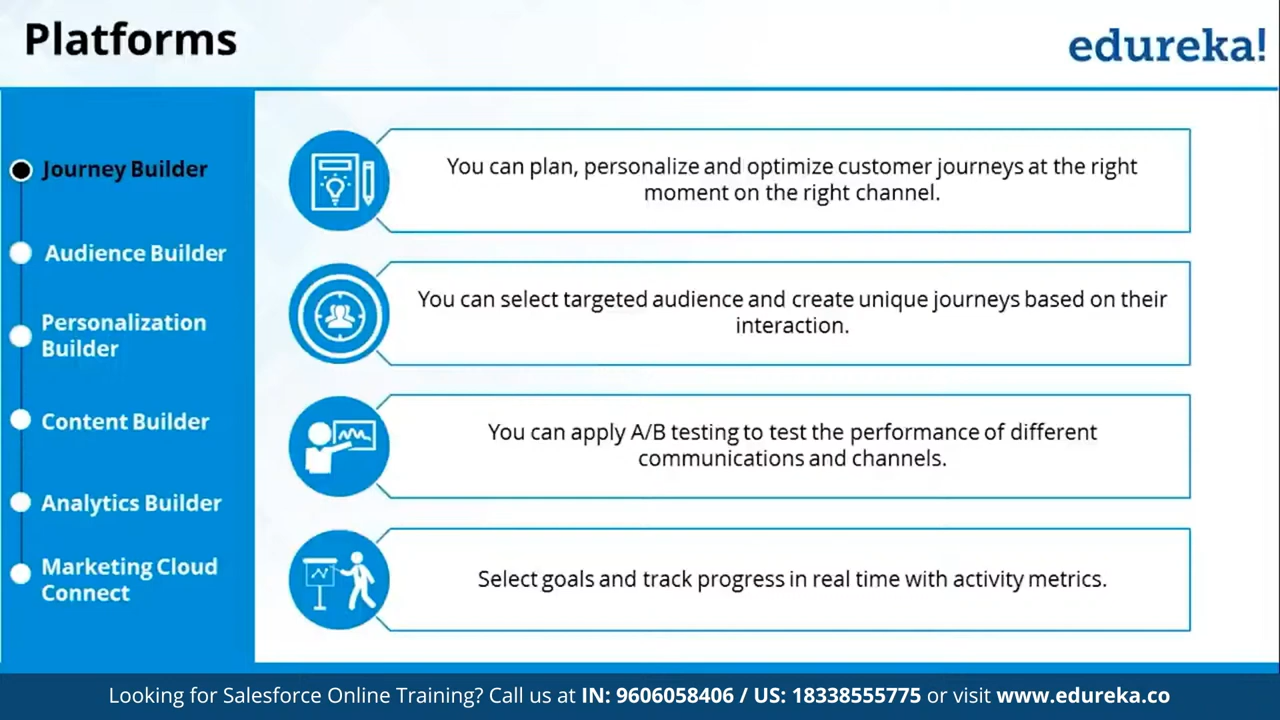 Platforms
edureka!
Journey Builder
Audience Builder
Personalization
Builder
Content Builder
Analytics Builder
Marketing Cloud
Connect
You can plan, personalize and optimize customer journeys at the right
moment on the right channel.
You can select targeted audience and create unique journeys based on their
interaction.
You can apply A/B testing to test the performance of different
communications and channels.
Select goals and track progress in real time with activity metrics.
Looking for Salesforce Online Training? Call us at IN: 9606058406 / US: 18338555775 or visit www.edureka.co